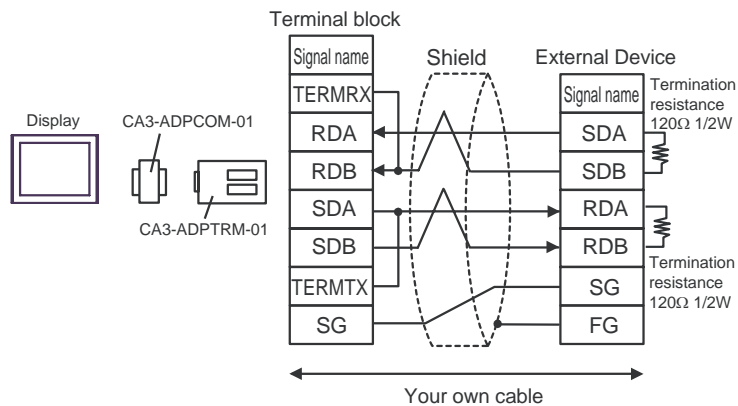 Terminal block
Shield
External Device
Display
CA3-ADPCOM-01
CA3-ADPTRM-01
Signal name
TERMRX
RDA
RDB
SDA
SDB
TERMTX
SG
Signal name
SDA
SDB
RDA
RDB
SG
FG
Termination
resistance
120Ω 1/2W
Termination
resistance
120Ω 1/2W
Your own cable